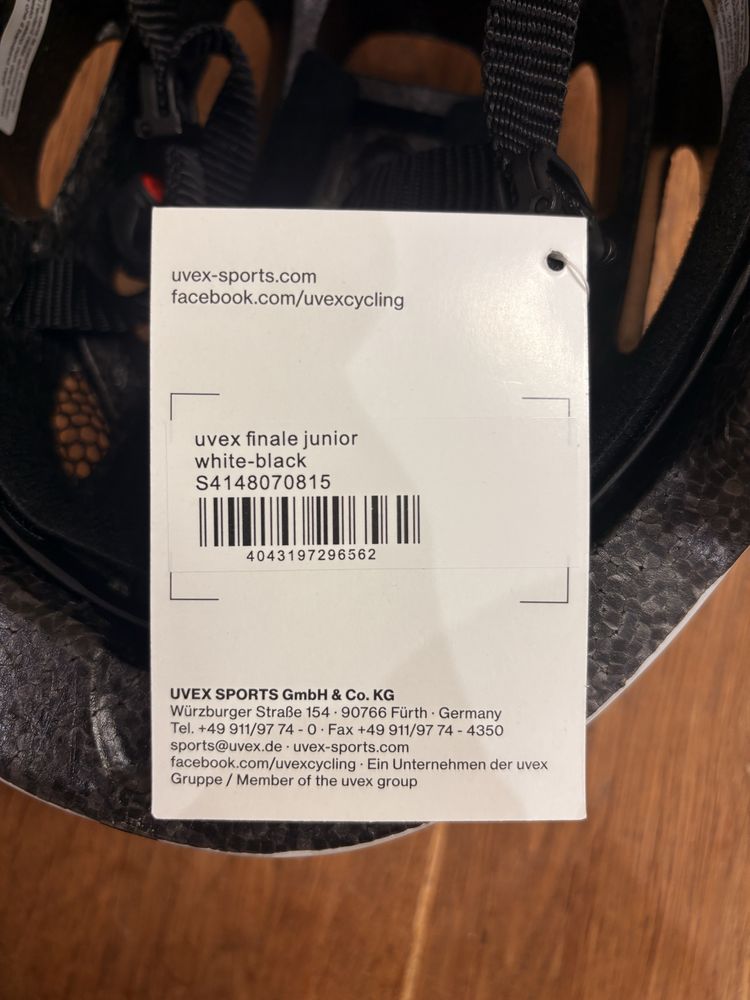 uvex-sports.com
facebook.com/uvexcycling
uvex finale junior
white-black
S4148070815
4043197296562
UVEX SPORTS GmbH & Co. KG
Würzburger Straße 154 · 90766 Fürth · Germany
Tel. +49 911/97 74 - 0 · Fax +49 911/97 74 - 4350
sports@uvex.de · uvex-sports.com
facebook.com/uvexcycling · Ein Unternehmen der uvex
Gruppe / Member of the uvex group